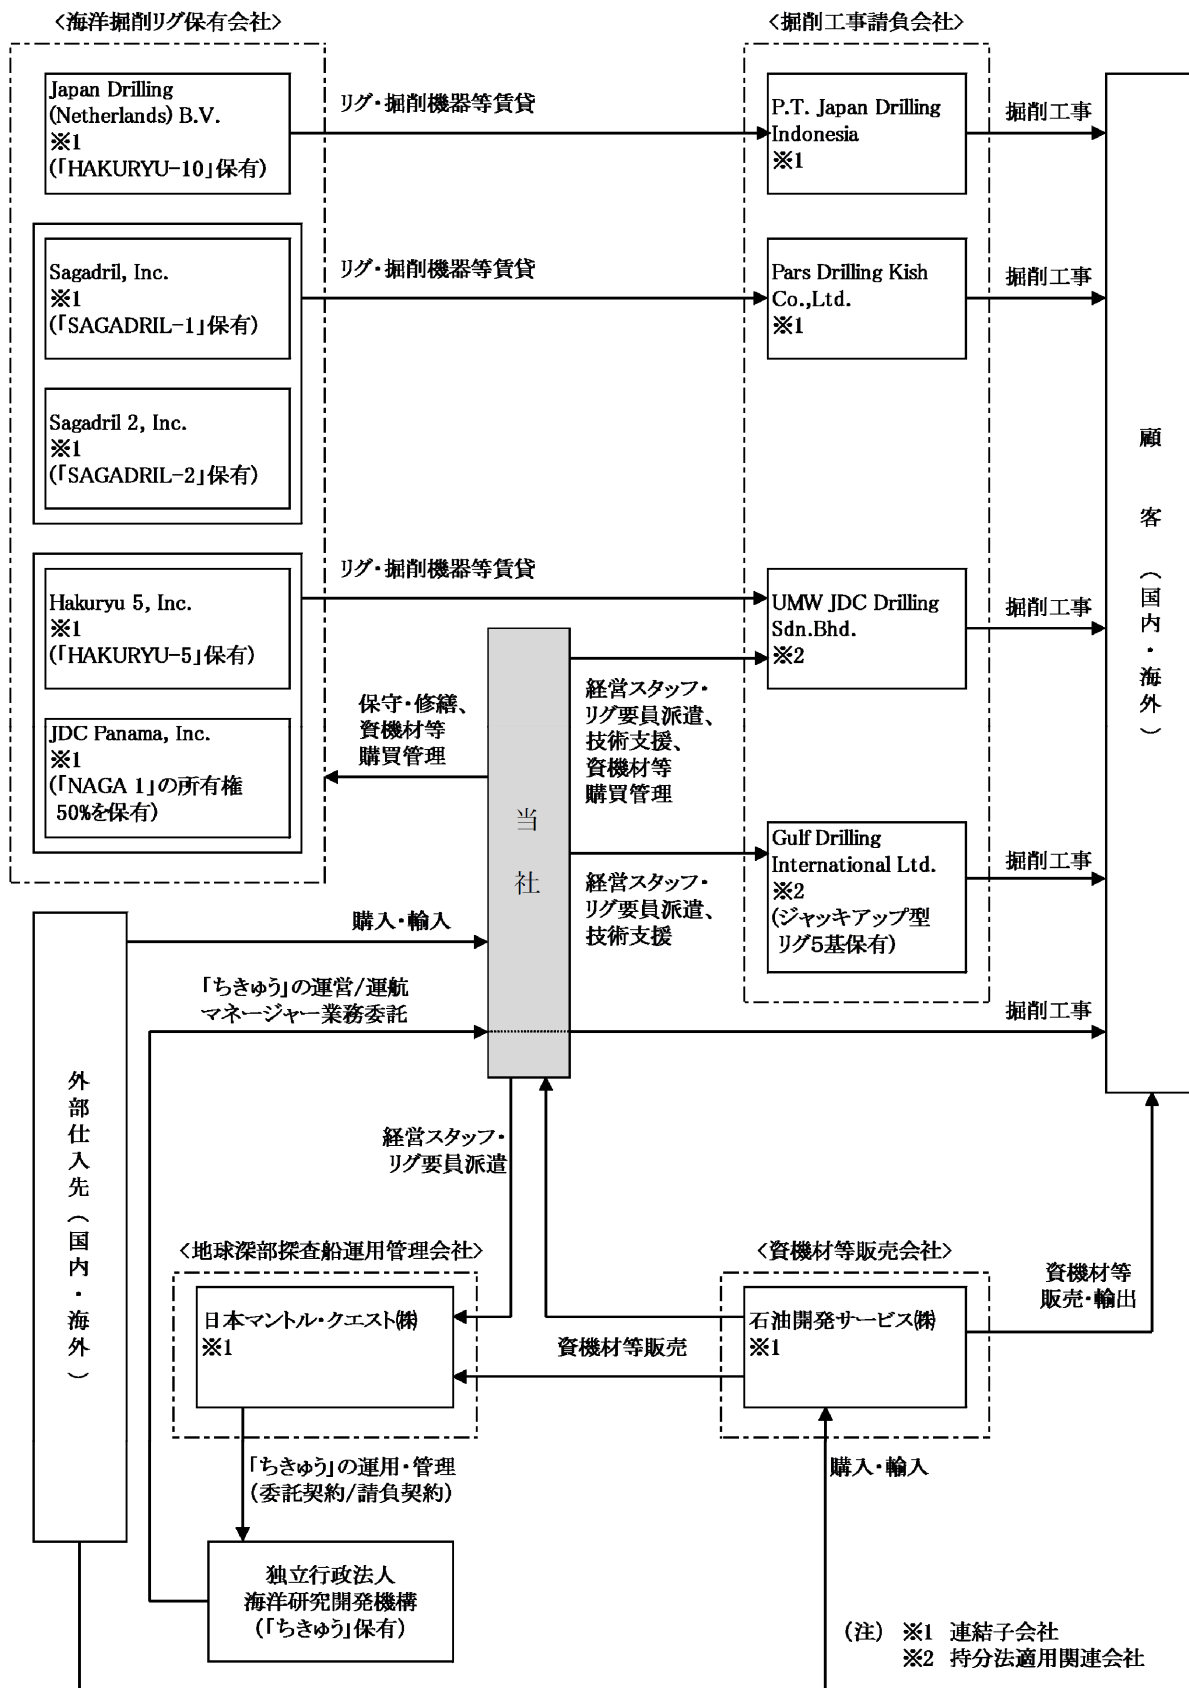 <海洋掘削リグ保有会社>
<掘削工事請負会社>
Japan Drilling
(Netherlands) B.V.
※1
(「HAKURYU-10」保有)
リグ・掘削機器等賃貸
P.T. Japan Drilling
Indonesia
※1
掘削工事
Sagadril, Inc.
※1
(「SAGADRIL-1」保有)
リグ・掘削機器等賃貸
Pars Drilling Kish
Co.,Ltd.
※1
掘削工事
Sagadril 2, Inc.
※1
(「SAGADRIL-2」保有)
顧客(国内・海外)
Hakuryu 5, Inc.
※1
(「HAKURYU-5」保有)
リグ・掘削機器等賃貸
UMW JDC Drilling
Sdn.Bhd.
※2
掘削工事
JDC Panama, Inc.
※1
(「NAGA 1」の所有権
50%を保有)
保守・修繕、
資機材等
購買管理
当社
経営スタッフ・
リグ要員派遣、
技術支援、
資機材等
購買管理
Gulf Drilling
International Ltd.
※2
(ジャッキアップ型
リグ5基保有)
掘削工事
経営スタッフ・
リグ要員派遣、
技術支援
購入・輸入
「ちきゅう」の運営/運航
マネージャー業務委託
掘削工事
外部仕入先(国内・海外)
経営スタッフ・
リグ要員派遣
<地球深部探査船運用管理会社>
<資機材等販売会社>
日本マントル・クエスト㈱
※1
資機材等販売
石油開発サービス㈱
※1
資機材等
販売・輸出
「ちきゅう」の運用・管理
(委託契約/請負契約)
購入・輸入
独立行政法人
海洋研究開発機構
(「ちきゅう」保有)
(注) ※1 連結子会社
※2 持分法適用関連会社